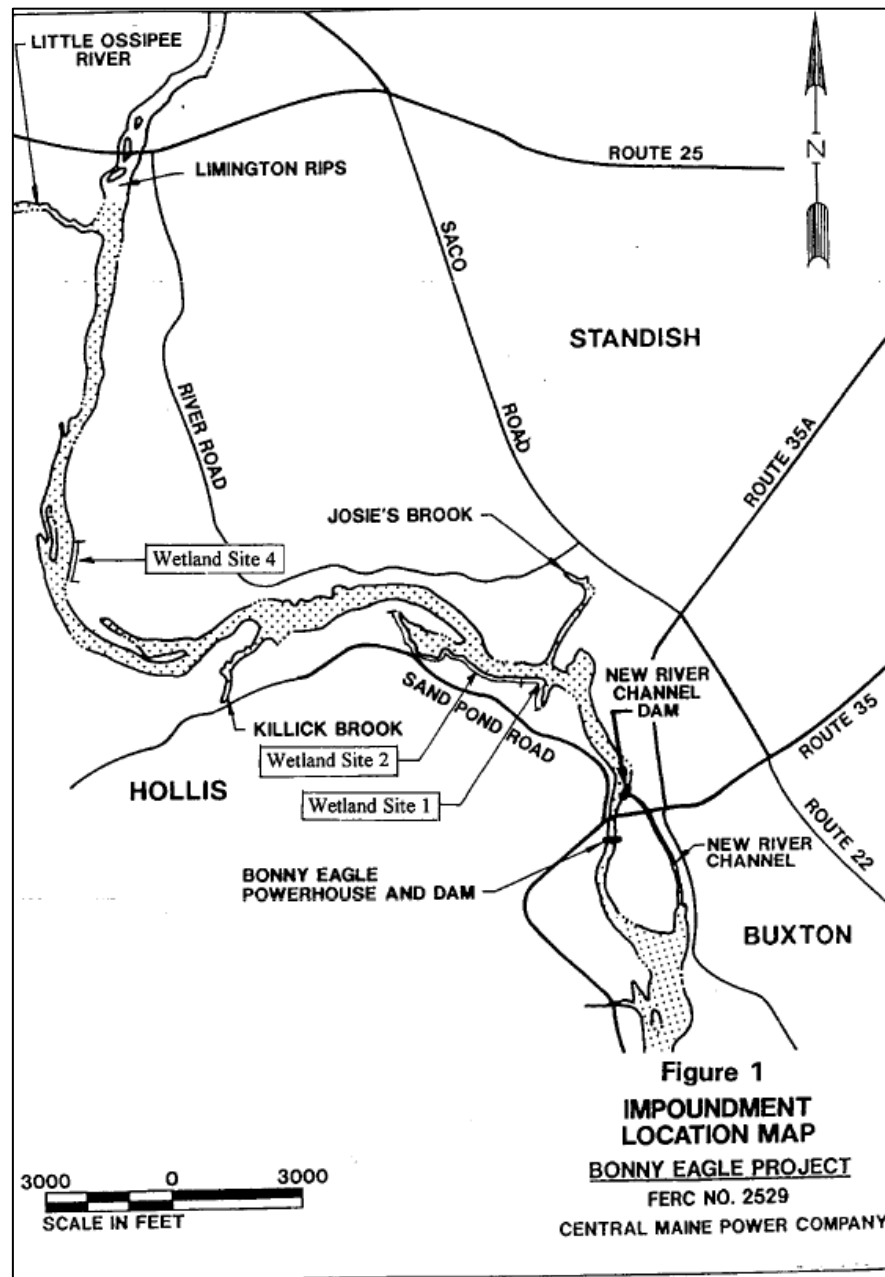 LITTLE OSSIPEE
RIVER
ROUTE 25
N
LIMINGTON RIPS
SACO
ROAD
STANDISH
RIVER ROAD
ROUTE 35A
JOSIE'S BROOK
Wetland Site 4
NEW RIVER
CHANNEL
DAM
SAND POND ROAD
KILLICK BROOK
Wetland Site 2
ROUTE 35
HOLLIS
Wetland Site 1
ROUTE 22
NEW RIVER
CHANNEL
BONNY EAGLE
POWERHOUSE AND DAM
BUXTON
Figure 1
IMPOUNDMENT
LOCATION MAP
BONNY EAGLE PROJECT
FERC NO. 2529
CENTRAL MAINE POWER COMPANY
3000 0 3000
SCALE IN FEET